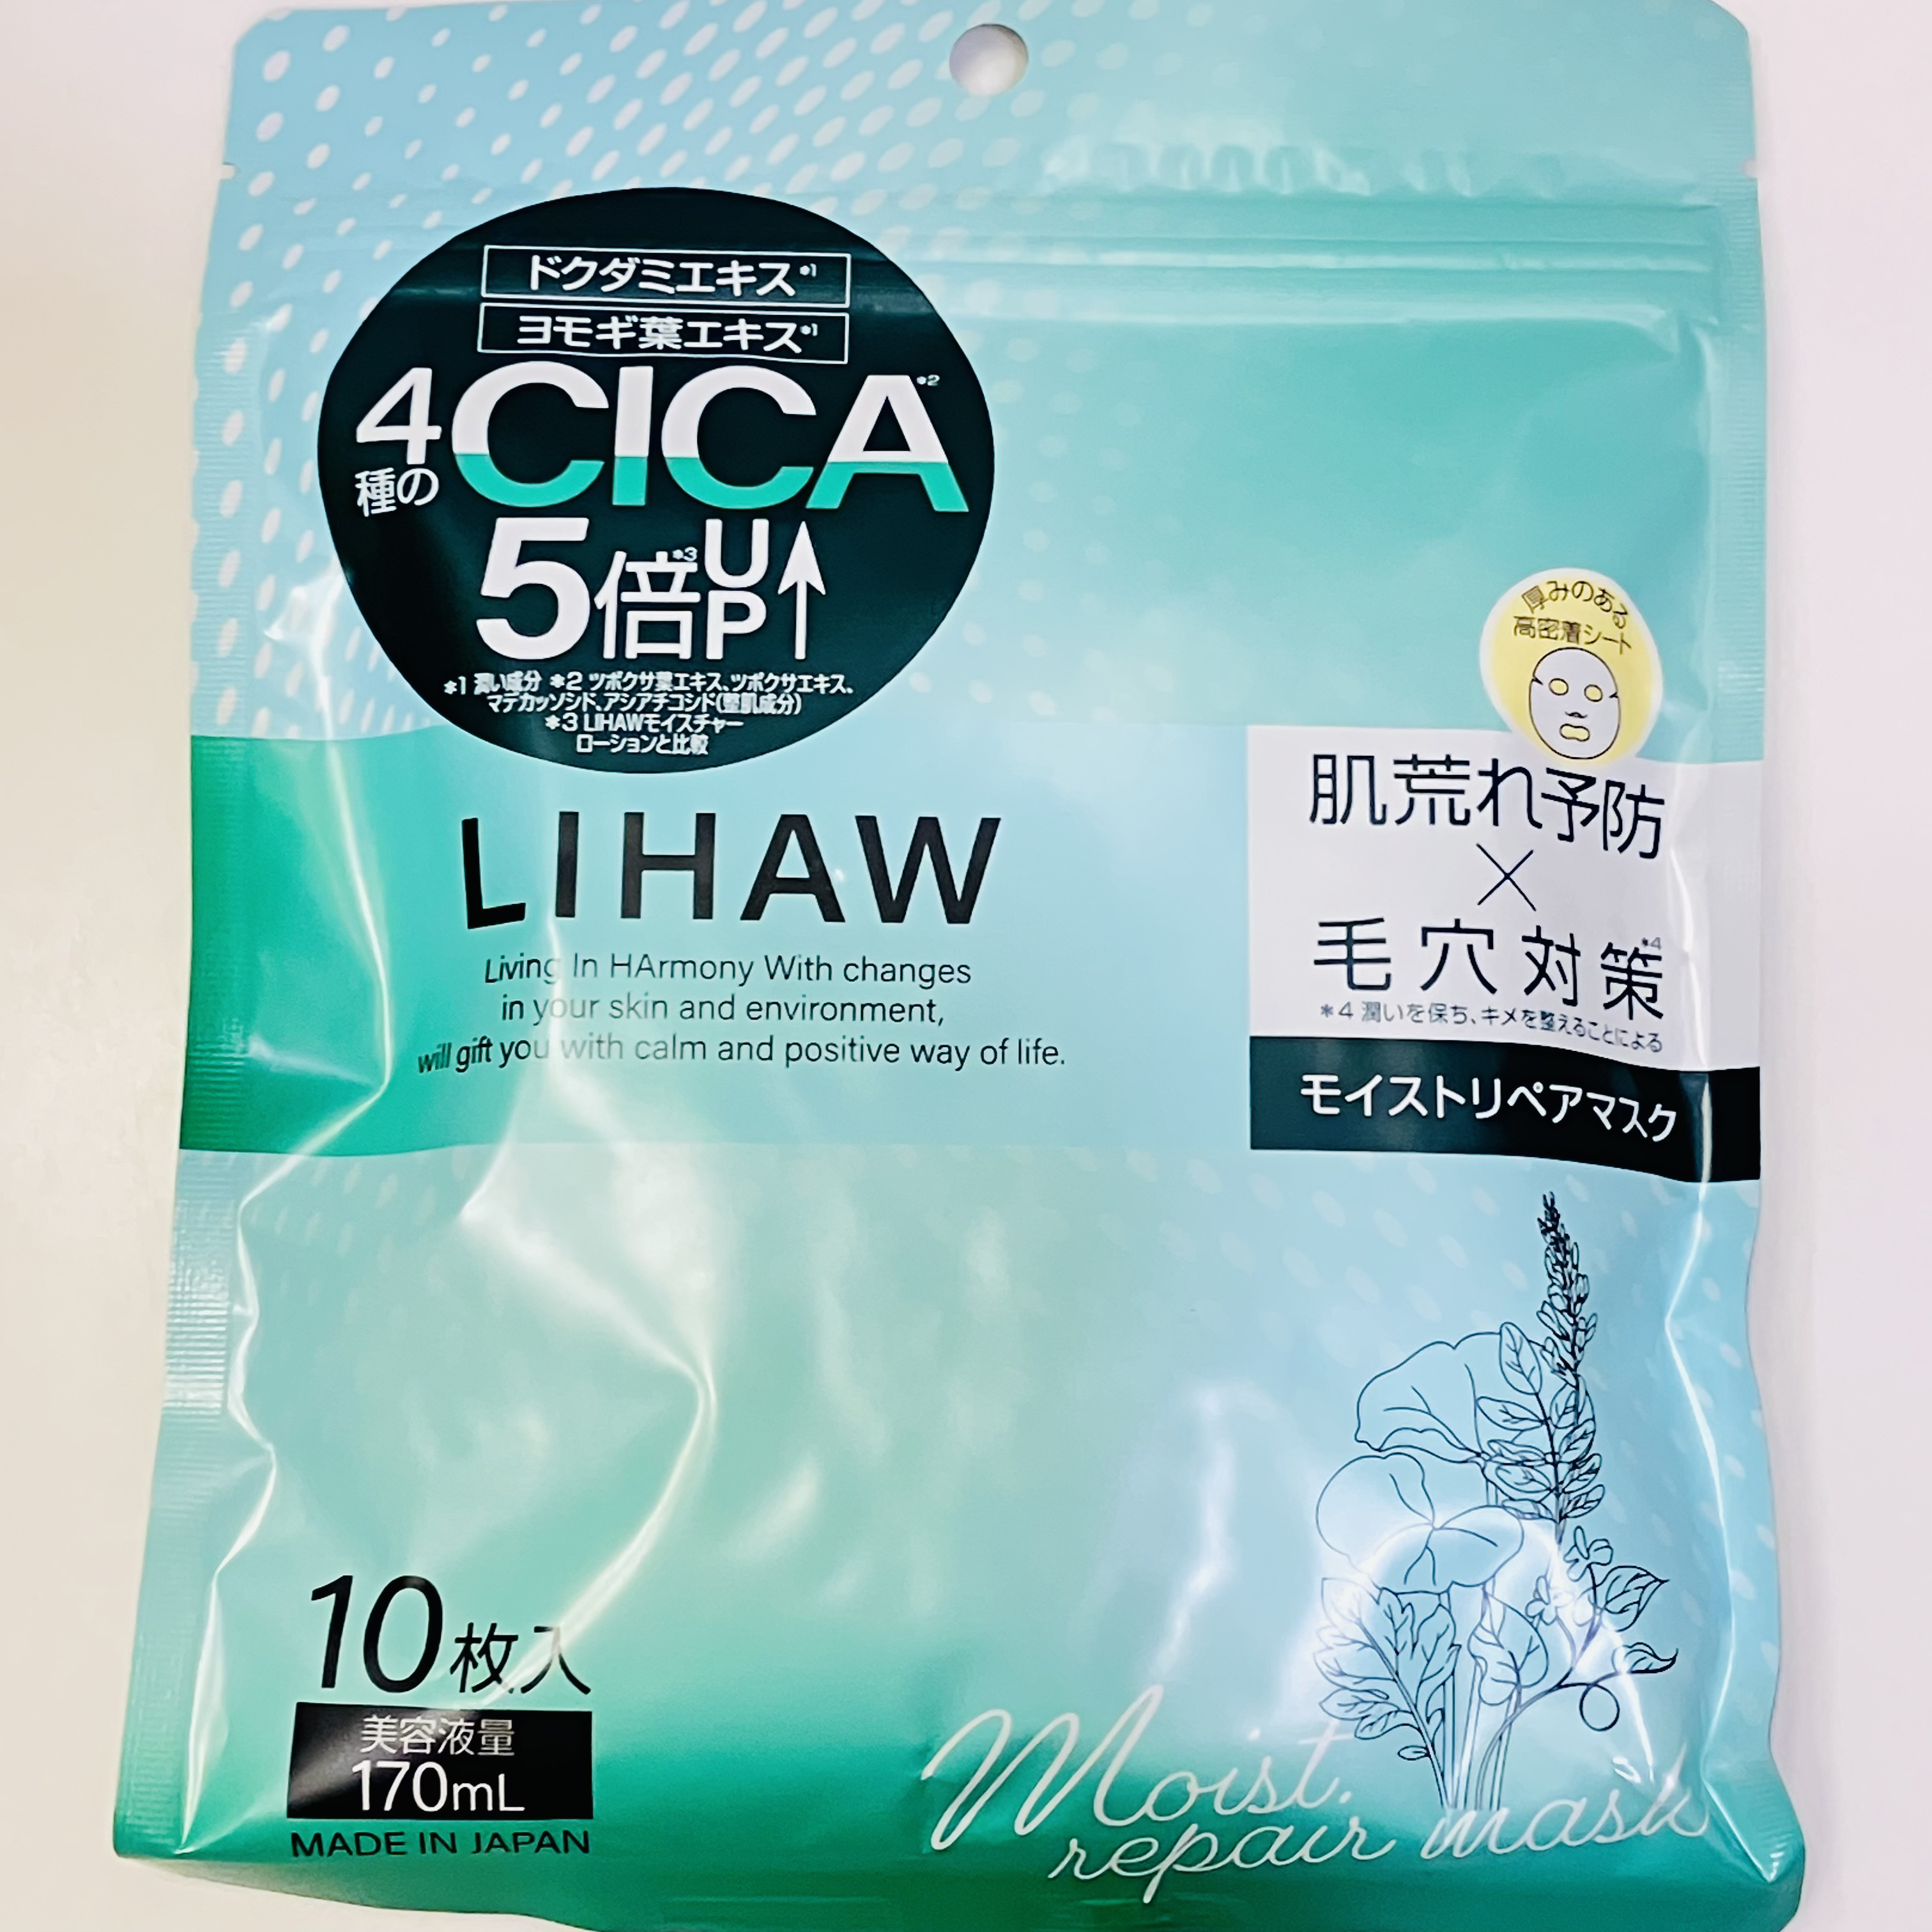 ドクダミエキス*1
ヨモギ葉エキス*1
4種のCICA*2
5倍*3UP
*1 潤い成分 *2 ツボクサ葉エキス、ツボクサエキス、
マデカッソシド、アシアチコシド(整肌成分)
*3 LIHAWモイスチャー
ローションと比較
LIHAW
Living In HArmony With changes
in your skin and environment,
will gift you with calm and positive way of life.
厚みのある
高密着シート
肌荒れ予防
×
毛穴対策*4
*4 潤いを保ち、キメを整えることによる
モイストリペアマスク
10枚入
美容液量
170mL
MADE IN JAPAN
Moist.
repair mask